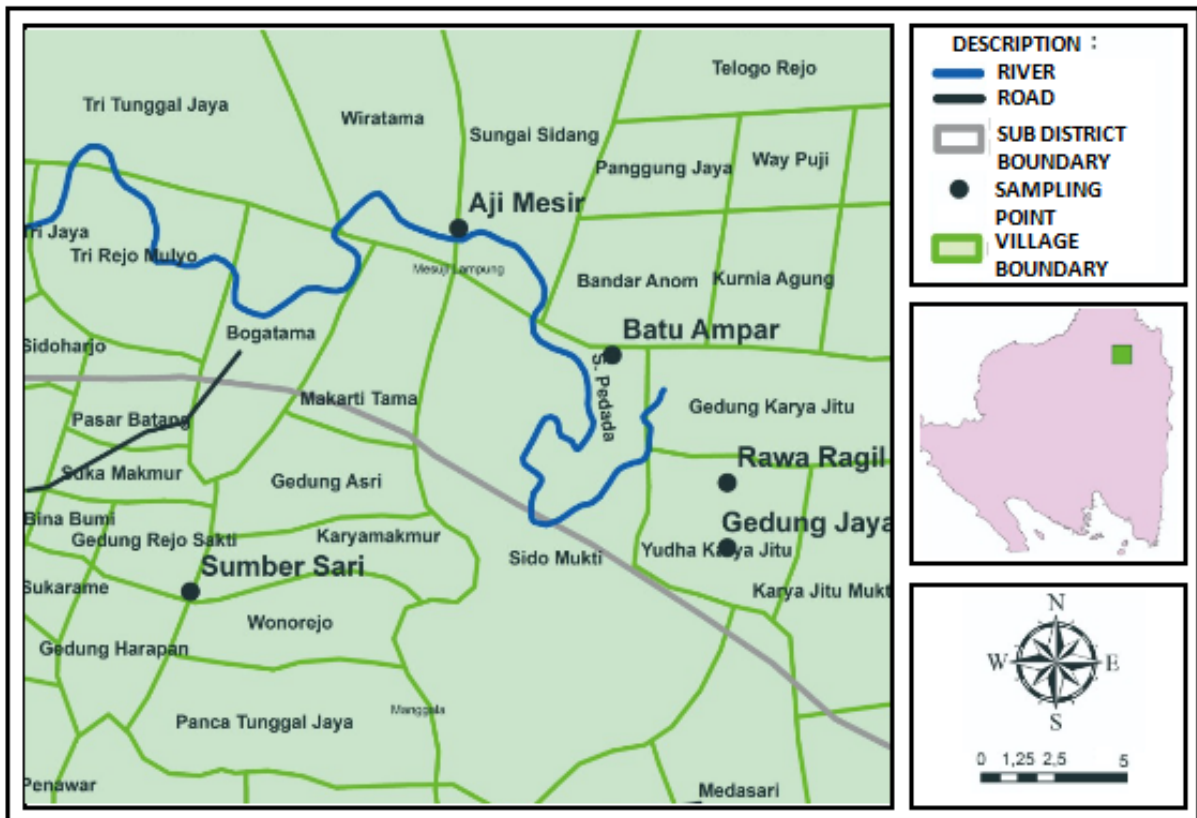 Telogo Rejo
Tri Tunggal Jaya
Wiratama
Sungai Sidang
Panggung Jaya
Way Puji
Aji Mesir
Tri Jaya
Tri Rejo Mulyo
Mesuji Lampung
Bandar Anom
Kurnia Agung
Bogatama
Batu Ampar
Sidoharjo
S. Pedada
Makarti Tama
Pasar Batang
Gedung Karya Jitu
Suka Makmur
Gedung Asri
Rawa Ragil
Bina Bumi
Gedung Rejo Sakti
Karyamakmur
Gedung Jaya
Sido Mukti
Yudha Karya Jitu
Sumber Sari
Sukarame
Karya Jitu Mukt
Wonorejo
Gedung Harapan
Manggala
Panca Tunggal Jaya
Penawar
Medasari
DESCRIPTION :
RIVER
ROAD
SUB DISTRICT
BOUNDARY
SAMPLING
POINT
VILLAGE
BOUNDARY
N
W E
S
0 1,25 2,5 5